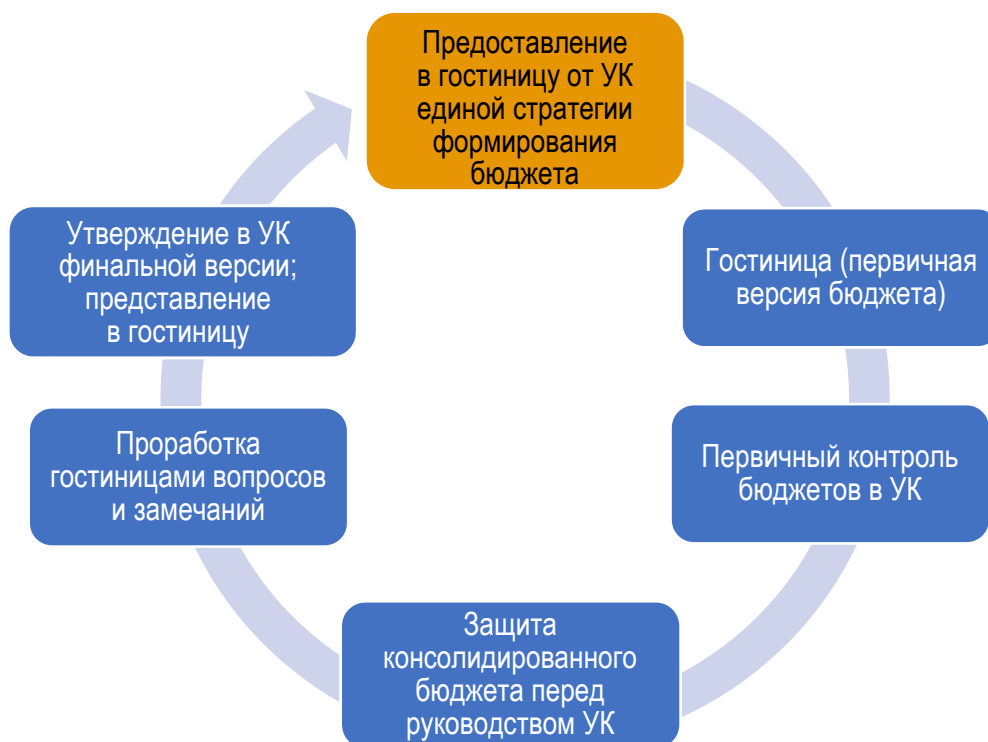 Предоставление
в гостиницу от УК
единой стратегии
формирования
бюджета
Гостиница (первичная
версия бюджета)
Первичный контроль
бюджетов в УК
Защита
консолидированного
бюджета перед
руководством УК
Проработка
гостиницами вопросов
и замечаний
Утверждение в УК
финальной версии;
представление
в гостиницу